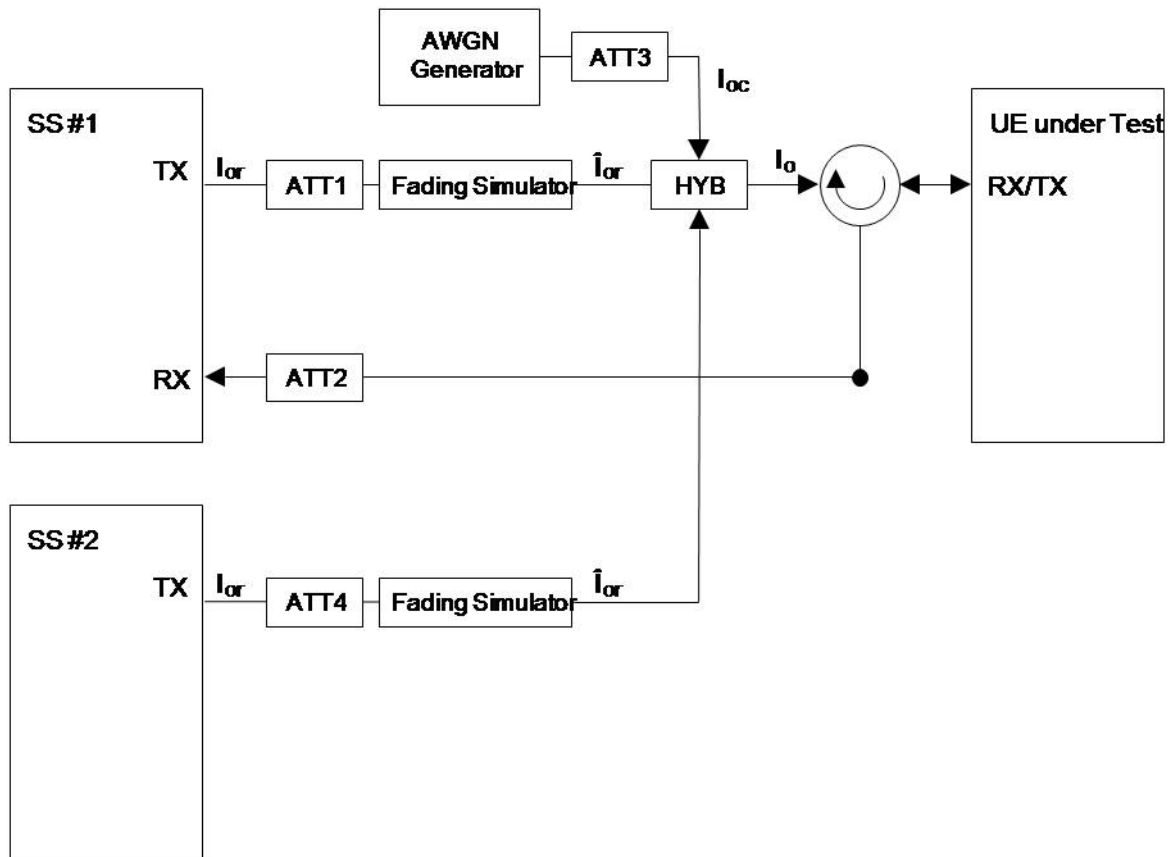 AWGN
Generator
ATT3
Ioc
SS #1
TX
Ior
ATT1
Fading Simulator
Îor
HYB
Io
UE under Test
RX/TX
RX
ATT2
SS #2
TX
Ior
ATT4
Fading Simulator
Îor